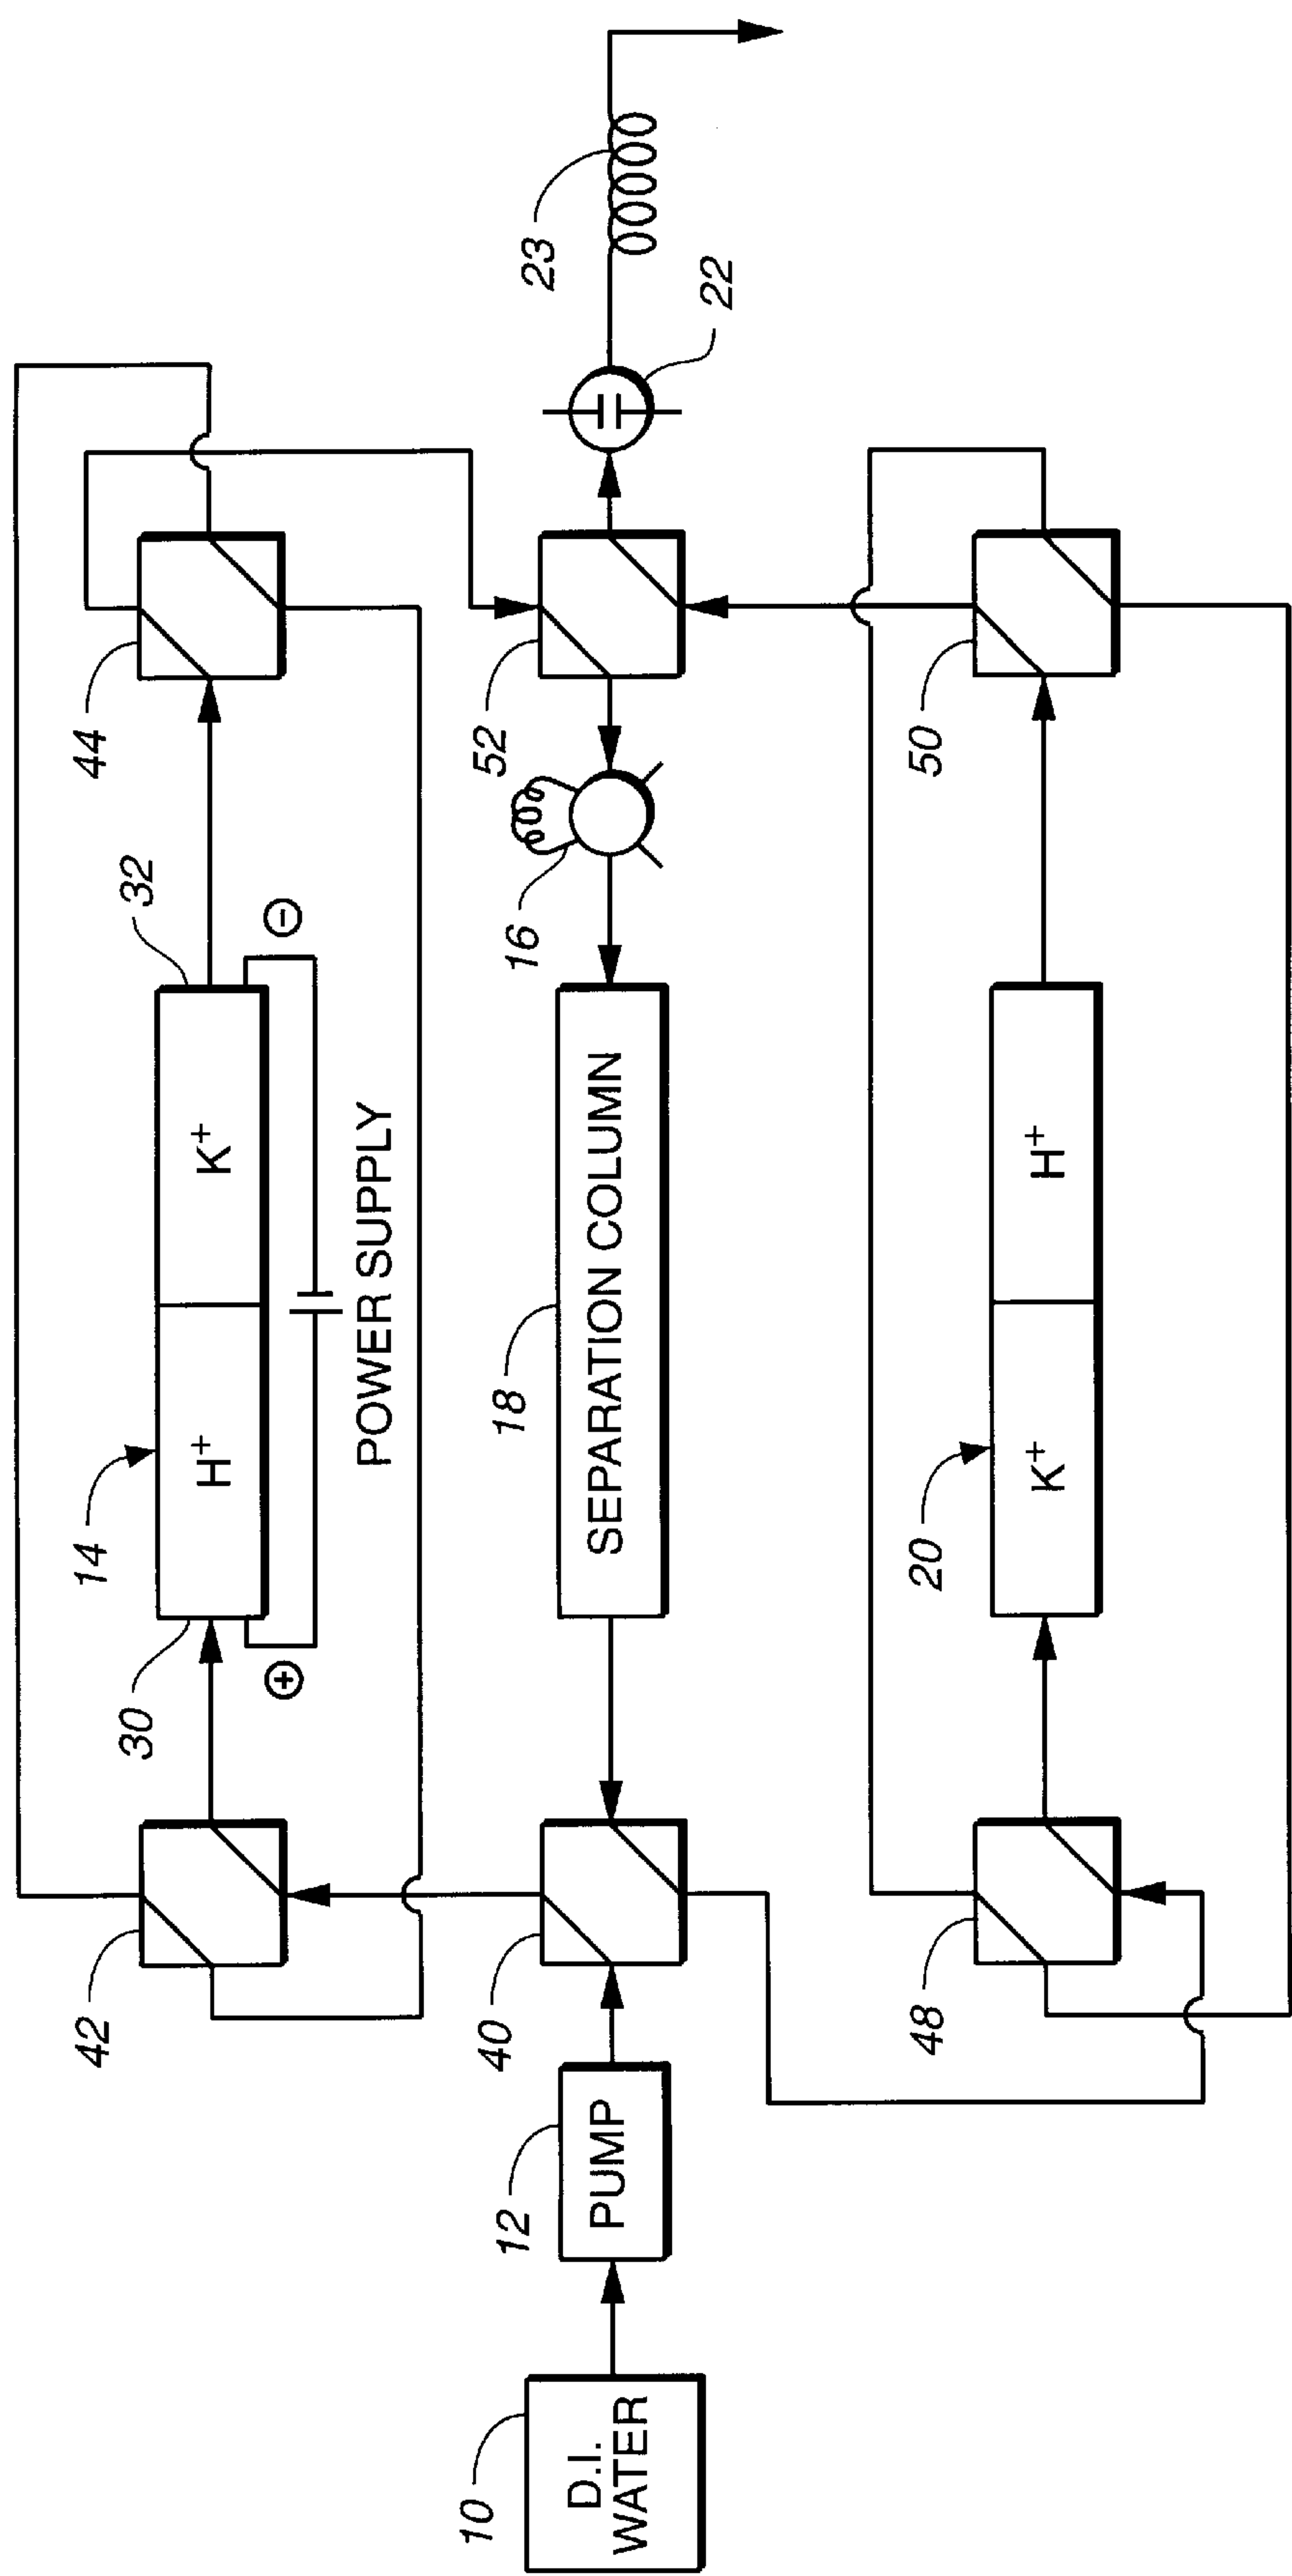 14
30
H+
K+
32
42
44
POWER SUPPLY
+
−
10
D.I.
WATER
12
PUMP
40
18
SEPARATION COLUMN
16
52
22
23
48
20
K+
H+
50